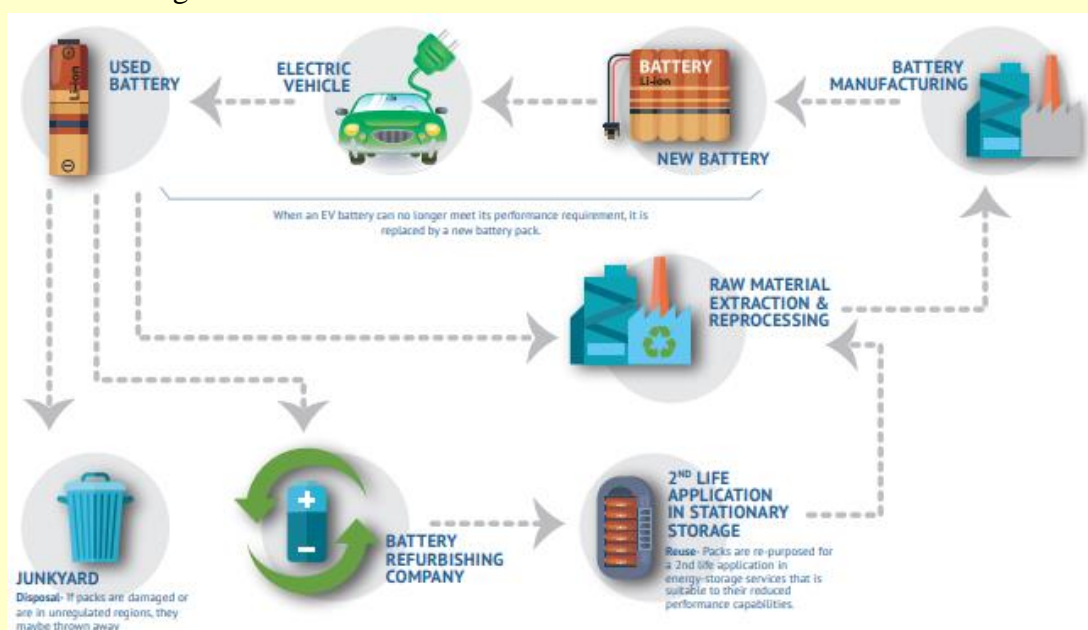 USED
BATTERY
Li-ion
ELECTRIC
VEHICLE
BATTERY
Li-ion
NEW BATTERY
BATTERY
MANUFACTURING
When an EV battery can no longer meet its performance requirement, it is
replaced by a new battery pack.
RAW MATERIAL
EXTRACTION &
REPROCESSING
JUNKYARD
Disposal- If packs are damaged or
are in unregulated regions, they
maybe thrown away
BATTERY
REFURBISHING
COMPANY
2ND LIFE
APPLICATION
IN STATIONARY
STORAGE
Reuse- Packs are re-purposed for
a 2nd life application in
energy-storage services that is
suitable to their reduced
performance capabilities.